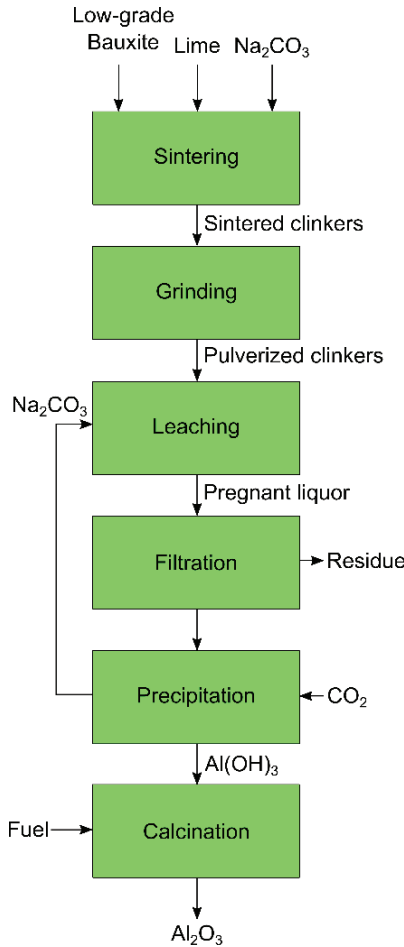 Low-grade
Bauxite
Lime
Na₂CO₃
Sintering
Sintered clinkers
Grinding
Pulverized clinkers
Na₂CO₃
Leaching
Pregnant liquor
Filtration
Residue
Precipitation
CO₂
Al(OH)₃
Fuel
Calcination
Al₂O₃